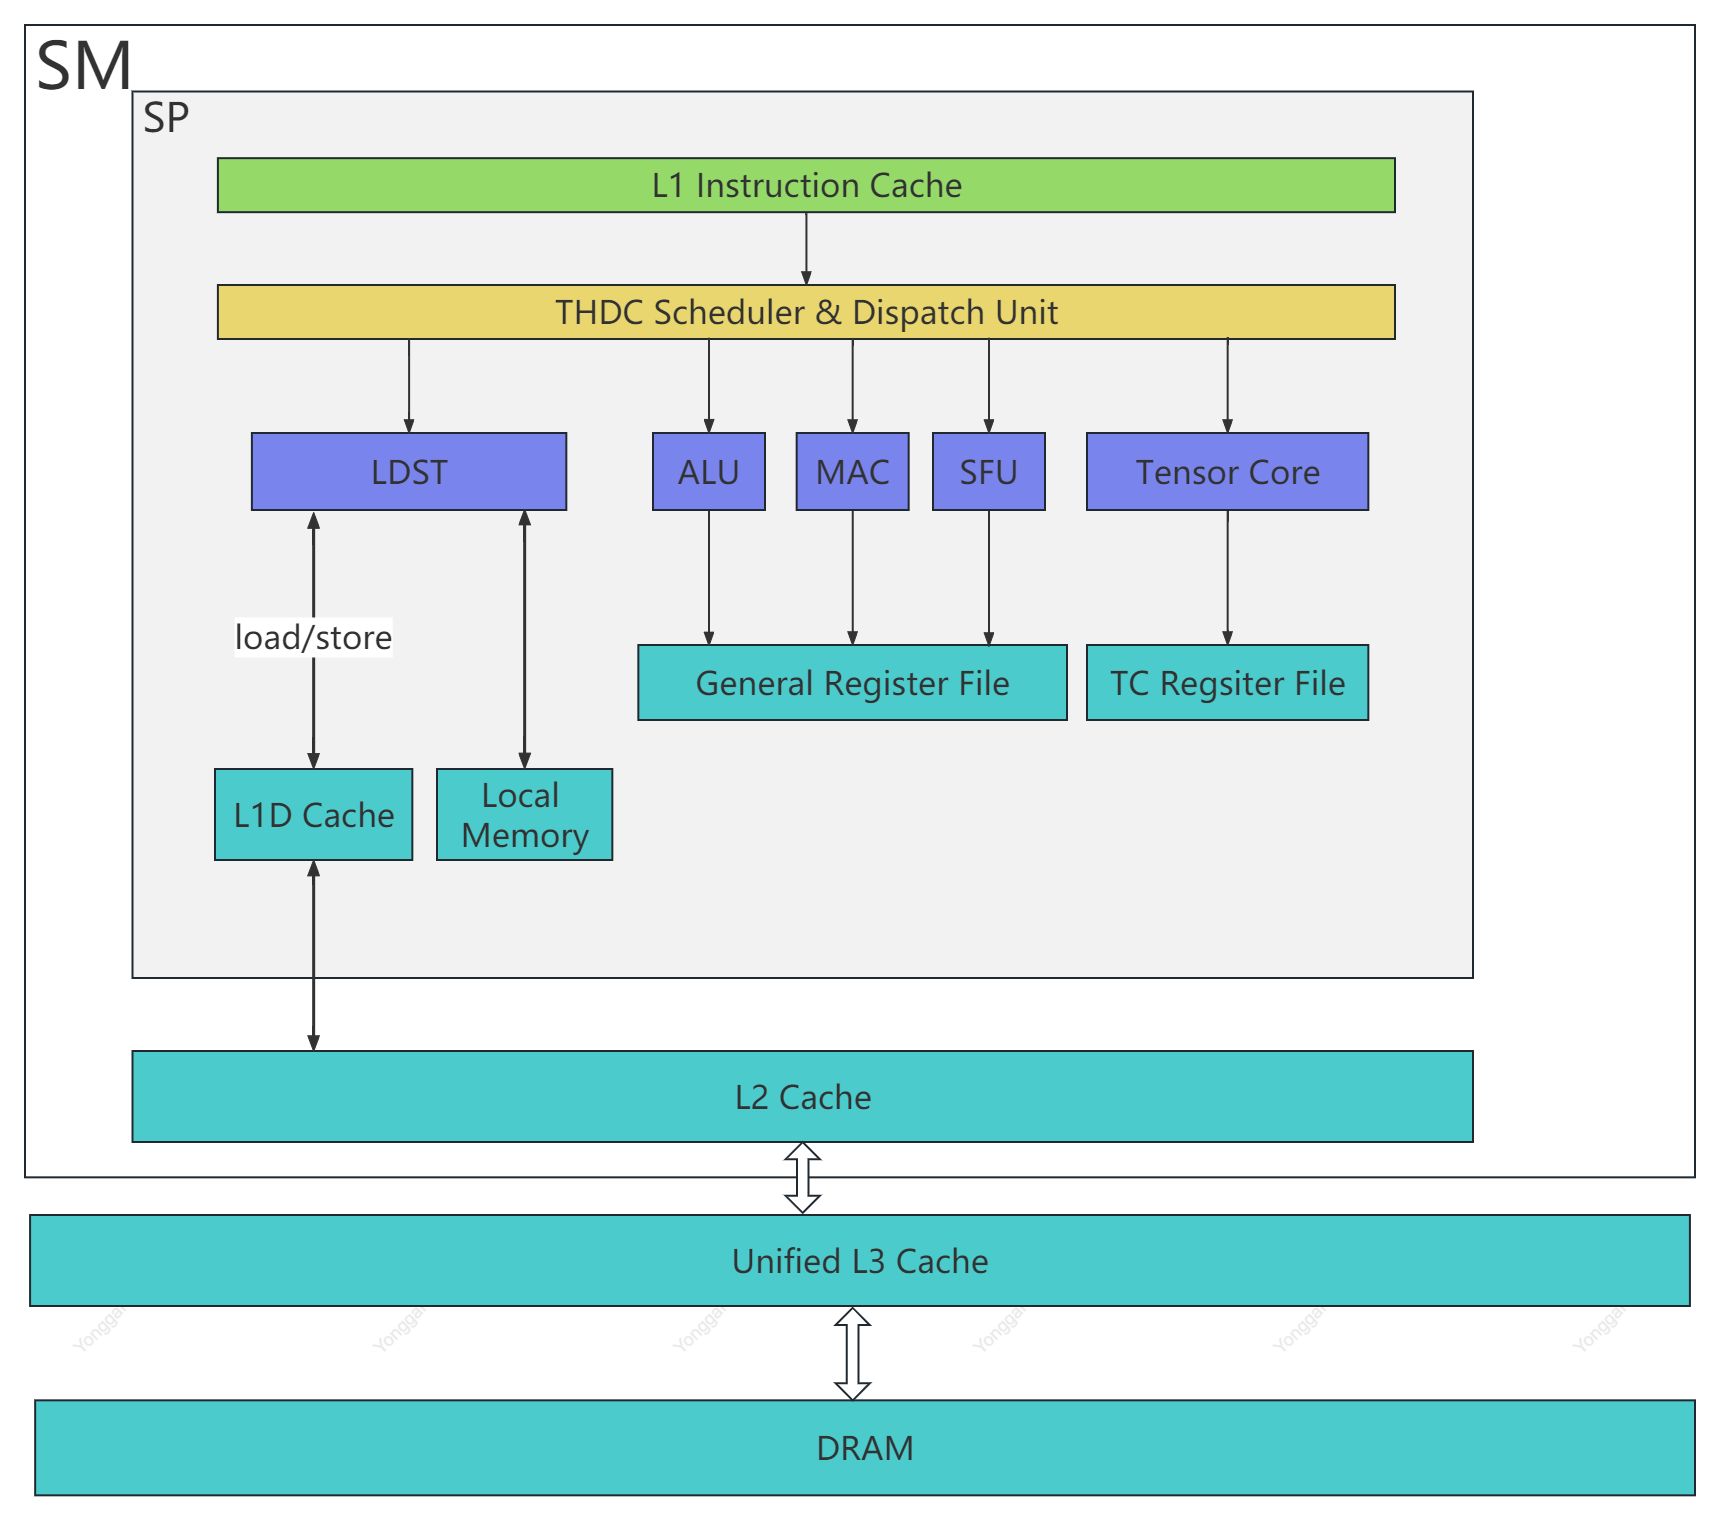 SM
SP
L1 Instruction Cache
THDC Scheduler & Dispatch Unit
LDST
ALU
MAC
SFU
Tensor Core
load/store
General Register File
TC Regsiter File
L1D Cache
Local
Memory
L2 Cache
Unified L3 Cache
DRAM